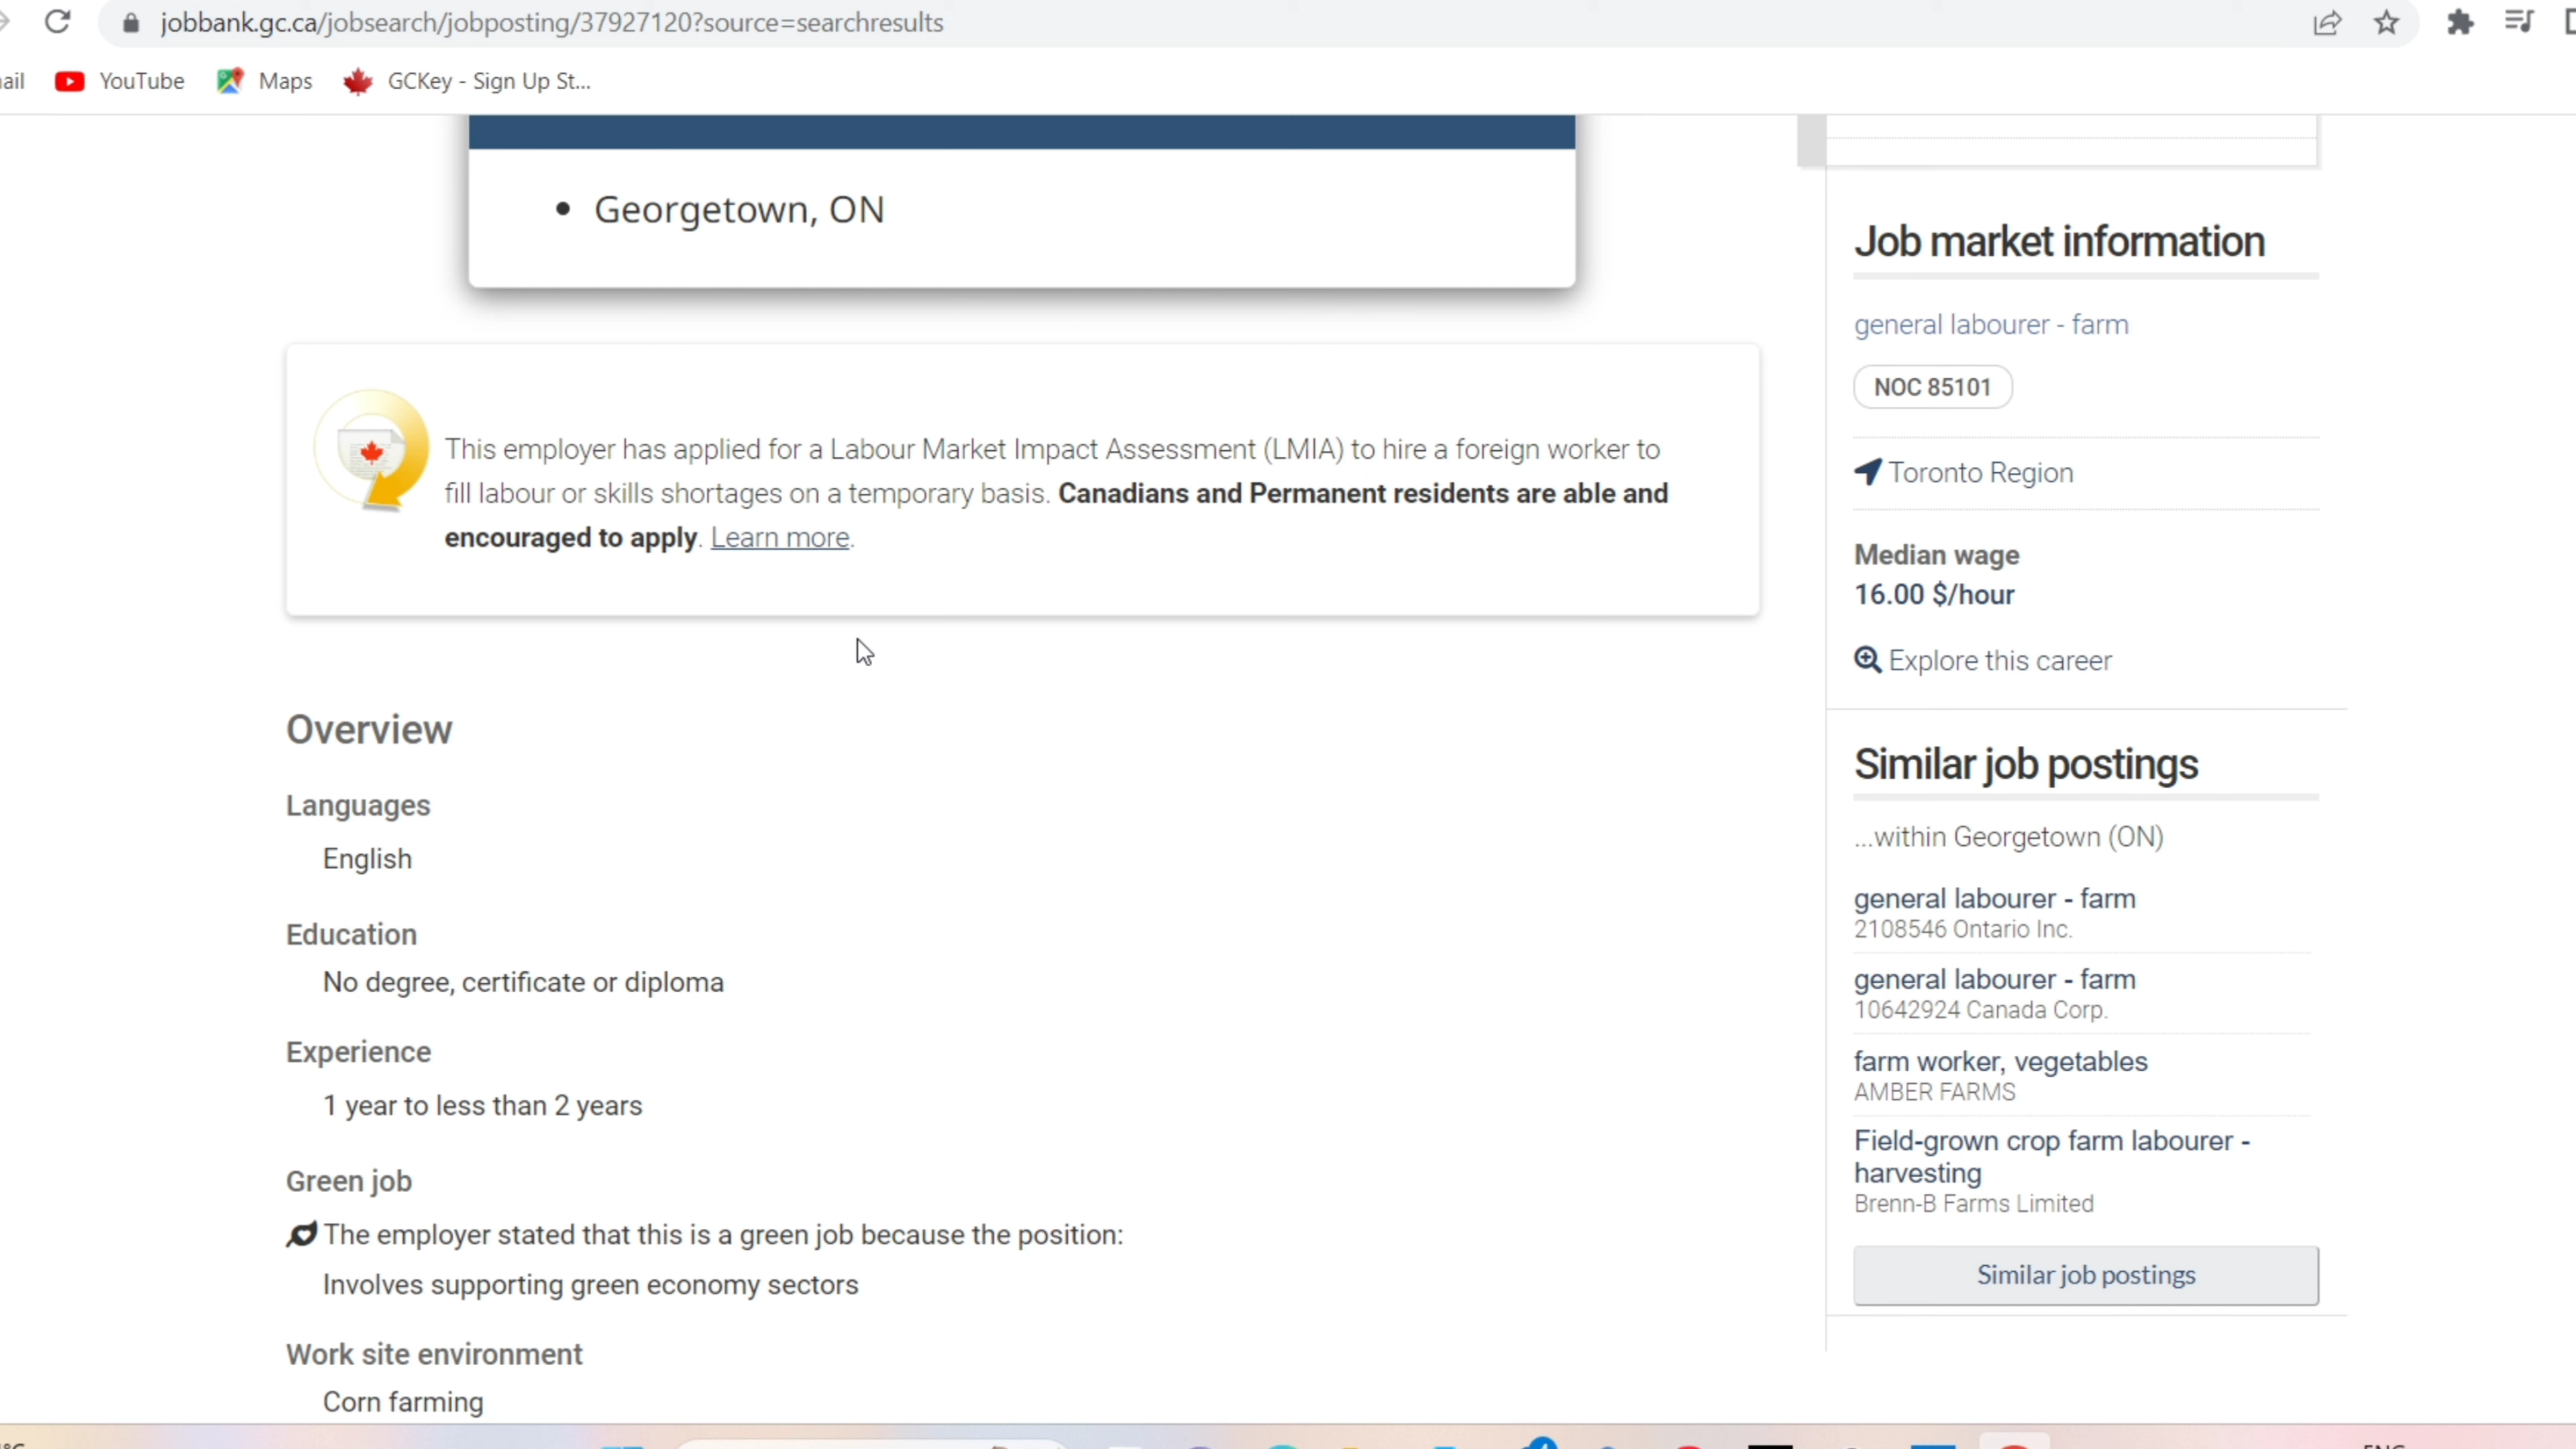 jobbank.gc.ca/jobsearch/jobposting/37927120?source=searchresults
YouTube
Maps
GCKey - Sign Up St...
• Georgetown, ON
This employer has applied for a Labour Market Impact Assessment (LMIA) to hire a foreign worker to
fill labour or skills shortages on a temporary basis. Canadians and Permanent residents are able and
encouraged to apply. Learn more.
Overview
Languages
English
Education
No degree, certificate or diploma
Experience
1 year to less than 2 years
Green job
The employer stated that this is a green job because the position:
Involves supporting green economy sectors
Work site environment
Corn farming
Job market information
general labourer - farm
NOC 85101
Toronto Region
Median wage
16.00 $/hour
Explore this career
Similar job postings
...within Georgetown (ON)
general labourer - farm
2108546 Ontario Inc.
general labourer - farm
10642924 Canada Corp.
farm worker, vegetables
AMBER FARMS
Field-grown crop farm labourer -
harvesting
Brenn-B Farms Limited
Similar job postings